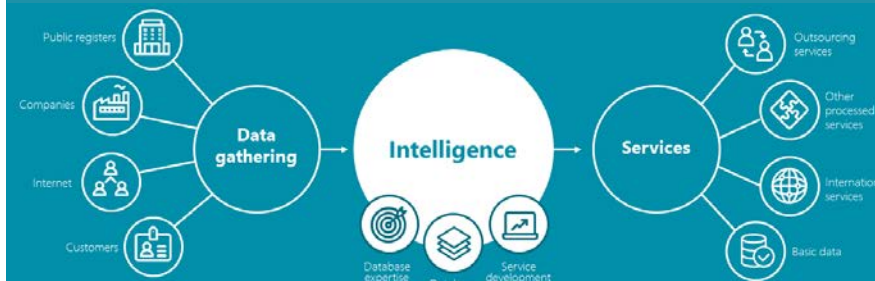 Public registers
Companies
Internet
Customers
Data
gathering
Intelligence
Database
expertise
Service
development
Services
Outsourcing
services
Other
processed
services
services
Basic data